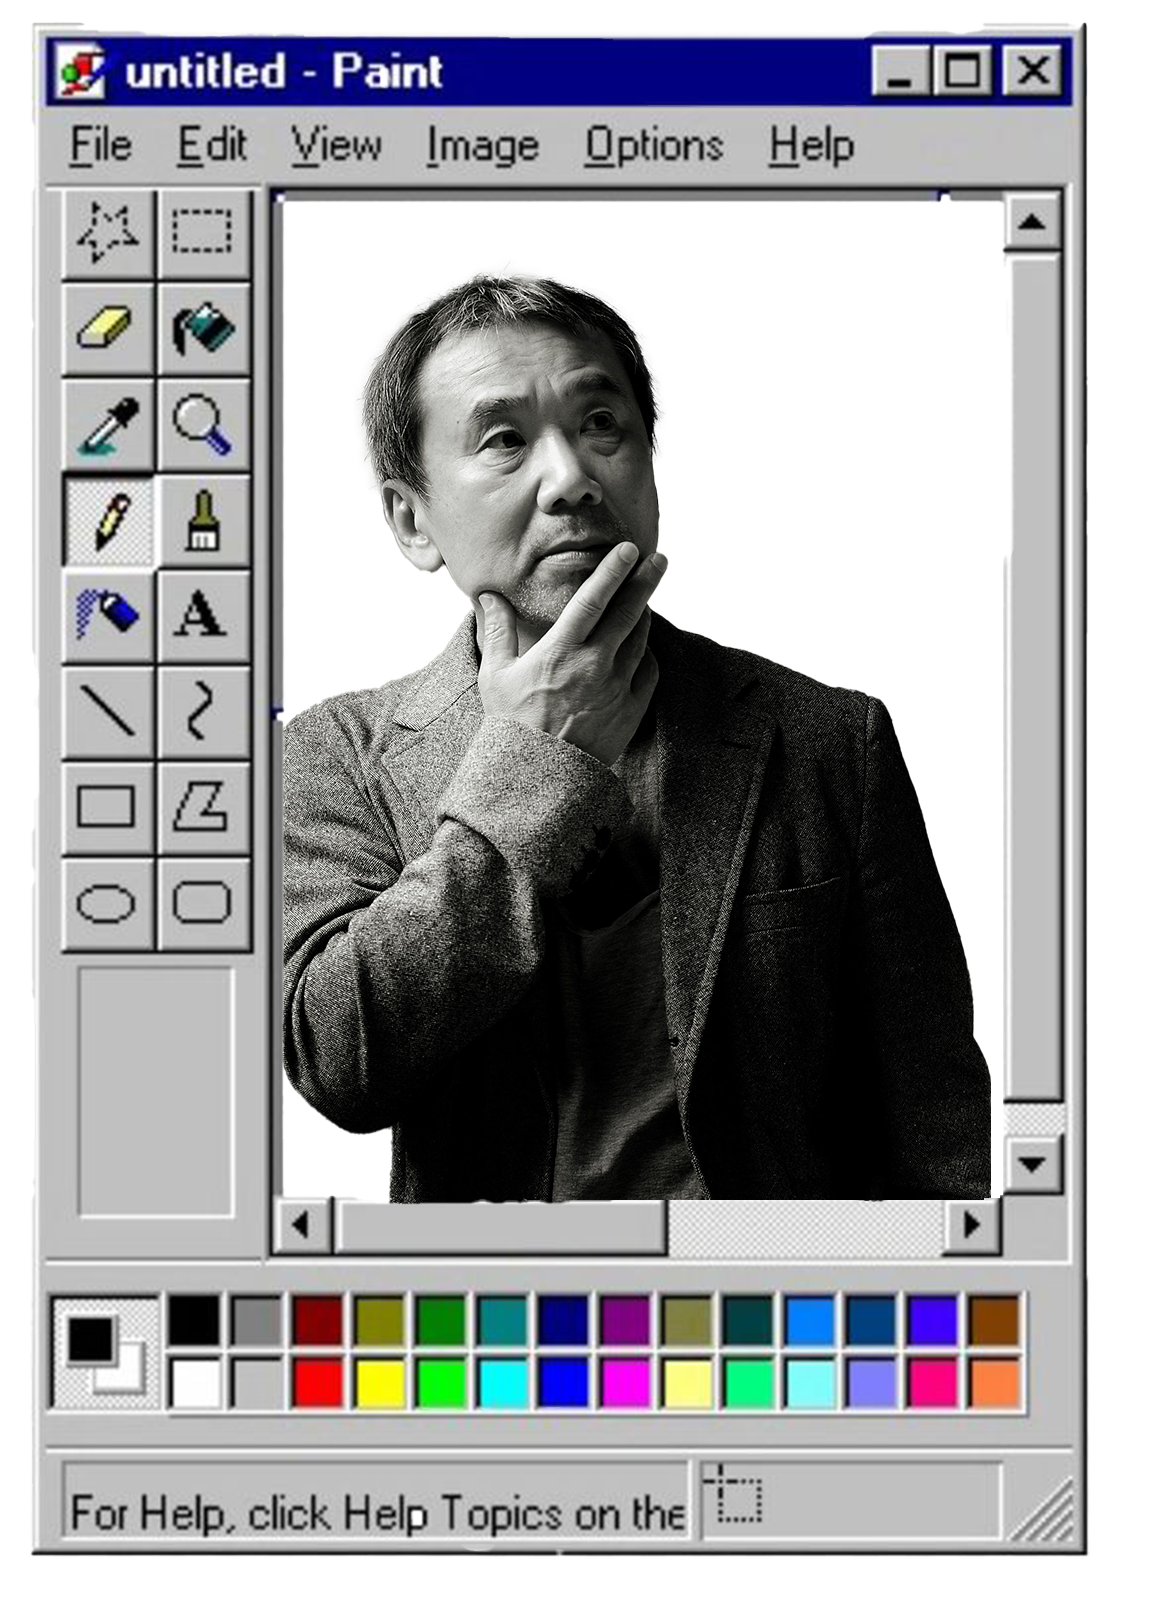 untitled - Paint
File Edit View Image Options Help
A
For Help, click Help Topics on the